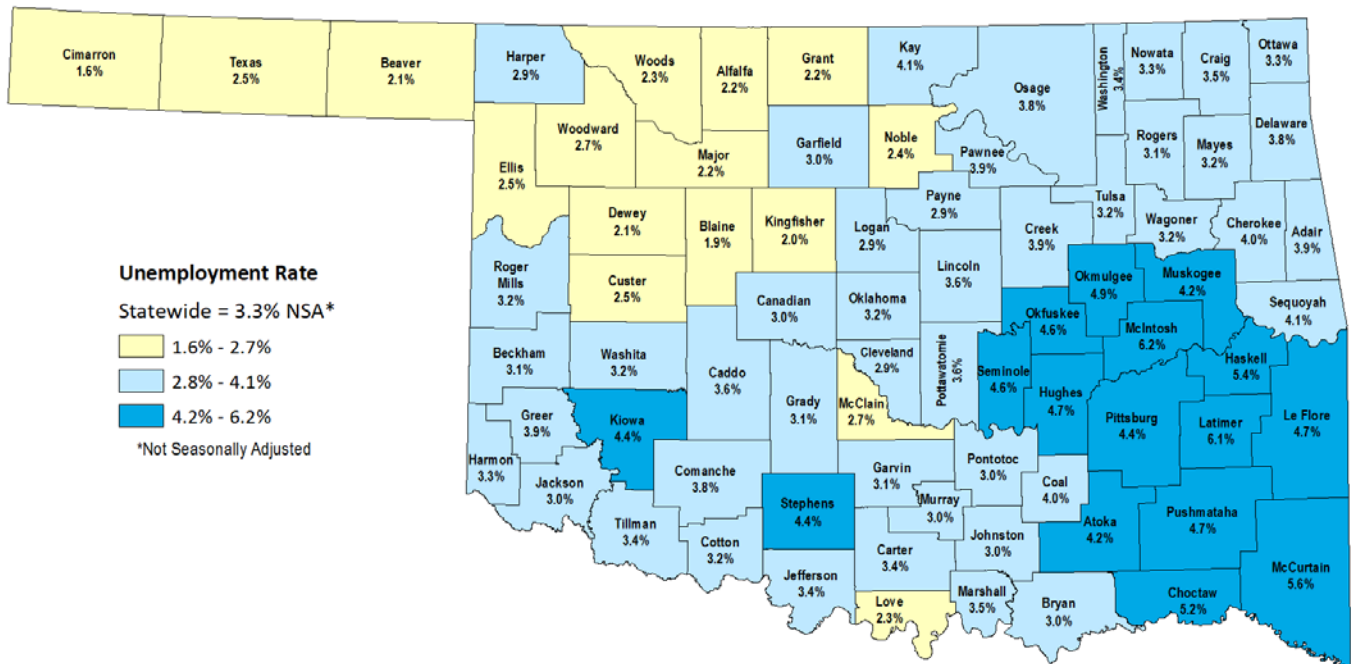 Cimarron
1.6%
Texas
2.5%
Beaver
2.1%
Harper
2.9%
Woods
2.3%
Alfalfa
2.2%
Grant
2.2%
Kay
4.1%
Osage
3.8%
Washington
3.4%
Nowata
3.3%
Craig
3.5%
Ottawa
3.3%
Ellis
2.5%
Woodward
2.7%
Major
2.2%
Garfield
3.0%
Noble
2.4%
Pawnee
3.9%
Rogers
3.1%
Mayes
3.2%
Delaware
3.8%
Dewey
2.1%
Blaine
1.9%
Kingfisher
2.0%
Logan
2.9%
Payne
2.9%
Creek
3.9%
Tulsa
3.2%
Wagoner
3.2%
Cherokee
4.0%
Adair
3.9%
Unemployment Rate
Statewide = 3.3% NSA*
1.6% - 2.7%
2.8% - 4.1%
4.2% - 6.2%
*Not Seasonally Adjusted
Roger
Mills
3.2%
Custer
2.5%
Canadian
3.0%
Oklahoma
3.2%
Lincoln
3.6%
Okfuskee
4.6%
Okmulgee
4.9%
Muskogee
4.2%
McIntosh
6.2%
Sequoyah
4.1%
Beckham
3.1%
Washita
3.2%
Caddo
3.6%
Grady
3.1%
Cleveland
2.9%
McClain
2.7%
Pottawatomie
3.6%
Seminole
4.6%
Hughes
4.7%
Pittsburg
4.4%
Haskell
5.4%
Latimer
6.1%
Le Flore
4.7%
Greer
3.9%
Kiowa
4.4%
Harmon
3.3%
Jackson
3.0%
Comanche
3.8%
Stephens
4.4%
Garvin
3.1%
Murray
3.0%
Pontotoc
3.0%
Coal
4.0%
Atoka
4.2%
Pushmataha
4.7%
McCurtain
5.6%
Tillman
3.4%
Cotton
3.2%
Jefferson
3.4%
Carter
3.4%
Johnston
3.0%
Love
2.3%
Marshall
3.5%
Bryan
3.0%
Choctaw
5.2%